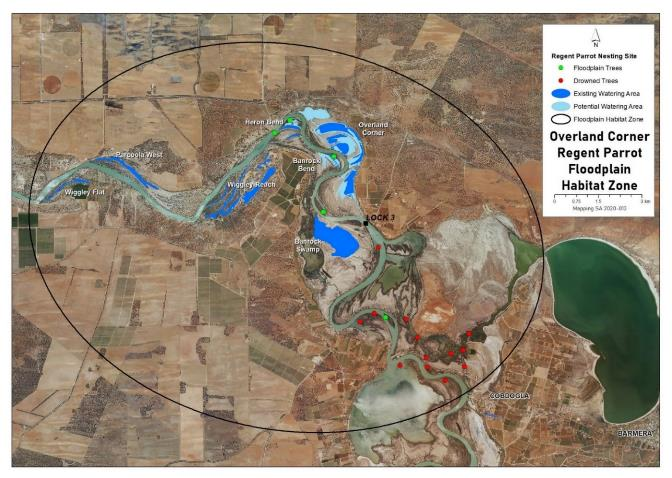 N
Regent Parrot Nesting Site
Floodplain Trees
Drowned Trees
Existing Watering Area
Potential Watering Area
Floodplain Habitat Zone
Overland Corner
Regent Parrot
Floodplain
Habitat Zone
0 0.75 1.5 3 km
Heron Bend
Overland
Corner
Parcoola West
Banrock
Bend
Wiggley Flat
Wigley Reach
LOCK 3
Banrock
Swamp
COBDOGLA
BARMERA